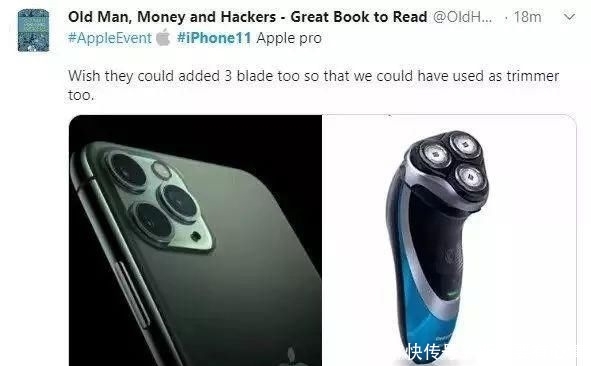 Old Man, Money and Hackers - Great Book to Read @OldH... · 18m
#AppleEvent #iPhone11 Apple pro
Wish they could added 3 blade too so that we could have used as trimmer
too.
快传